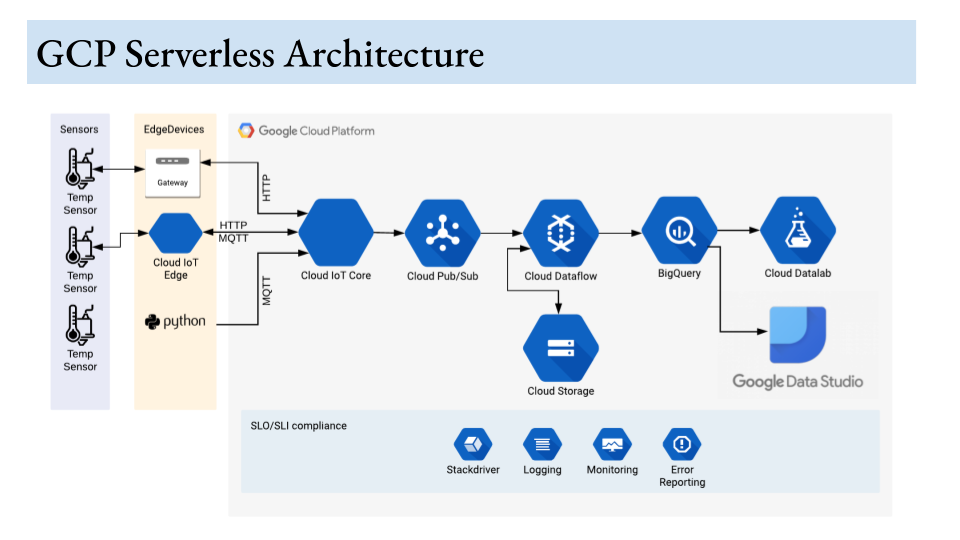 GCP Serverless Architecture
Sensors
EdgeDevices
Google Cloud Platform
Temp
Sensor
Gateway
HTTP
HTTP
MQTT
Temp
Sensor
Cloud IoT
Edge
Cloud IoT Core
Cloud Pub/Sub
Cloud Dataflow
BigQuery
Cloud Datalab
MQTT
python
Temp
Sensor
Cloud Storage
Google Data Studio
SLO/SLI compliance
Stackdriver
Logging
Monitoring
Error
Reporting